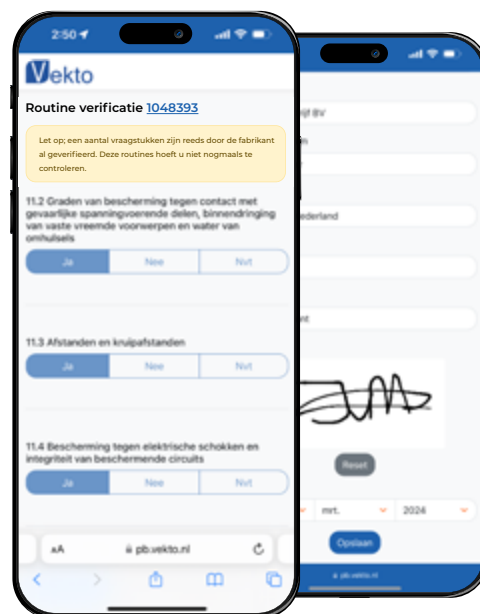 2:50
Vekto
Routine verificatie 1048393
Let op; een aantal vraagstukken zijn reeds door de fabrikant
al geverifieerd. Deze routines hoeft u niet nogmaals te
controleren.
11.2 Graden van bescherming tegen contact met
gevaarlijke spanningvoerende delen, binnendringing
van vaste vreemde voorwerpen en water van
omhulsels
Ja Nee Nvt
11.3 Afstanden en kruipafstanden
Ja Nee Nvt
11.4 Bescherming tegen elektrische schokken en
integriteit van beschermende circuits
Ja Nee Nvt
AA pb.vekto.nl
BV
ederland
nt
Reset
mrt. 2024
Opslaan
pb.vekto.nl